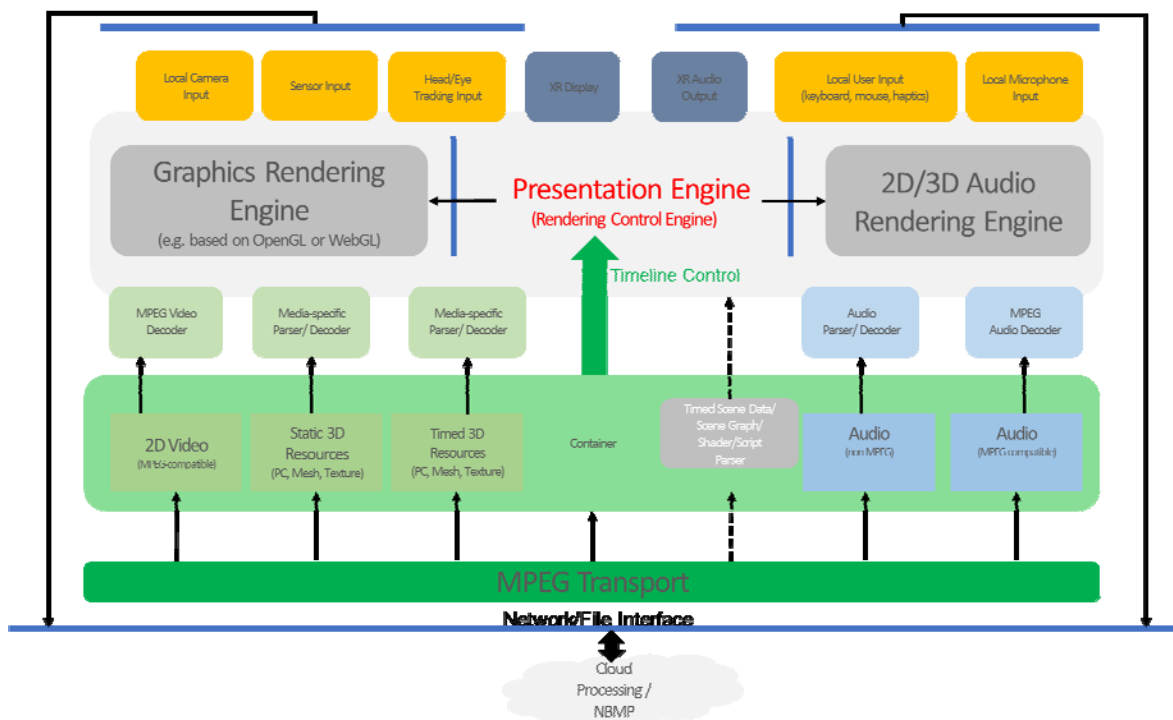 Local Camera
Input
Sensor Input
Head/Eye
Tracking Input
XR Display
XR Audio
Output
Local User Input
(keyboard, mouse, haptics)
Local Microphone
Input
Graphics Rendering
Engine
(e.g. based on OpenGL or WebGL)
Presentation Engine
(Rendering Control Engine)
2D/3D Audio
Rendering Engine
Timeline Control
MPEG Video
Decoder
Media-specific
Parser/ Decoder
Media-specific
Parser/ Decoder
Audio
Parser/ Decoder
MPEG
Audio Decoder
2D Video
(MPEG-compatible)
Static 3D
Resources
(PC, Mesh, Texture)
Timed 3D
Resources
(PC, Mesh, Texture)
Container
Timed Scene Data/
Scene Graph/
Shader/Script
Parser
Audio
(non MPEG)
Audio
(MPEG compatible)
MPEG Transport
Network/File Interface
Cloud
Processing /
NBMP